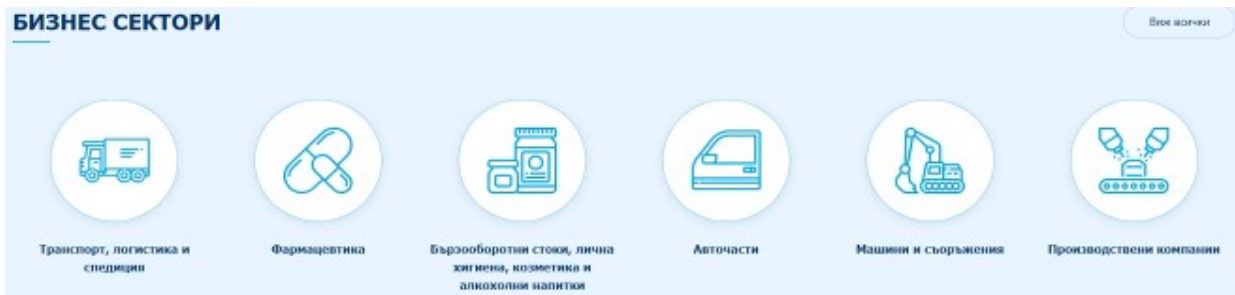 БИЗНЕС СЕКТОРИ
Виж всички
Транспорт, логистика и
спедиция
Фармацевтика
Бързооборотни стоки, лична
хигиена, козметика и
алкохолни напитки
Авточасти
Машини и съоръжения
Производствени компании